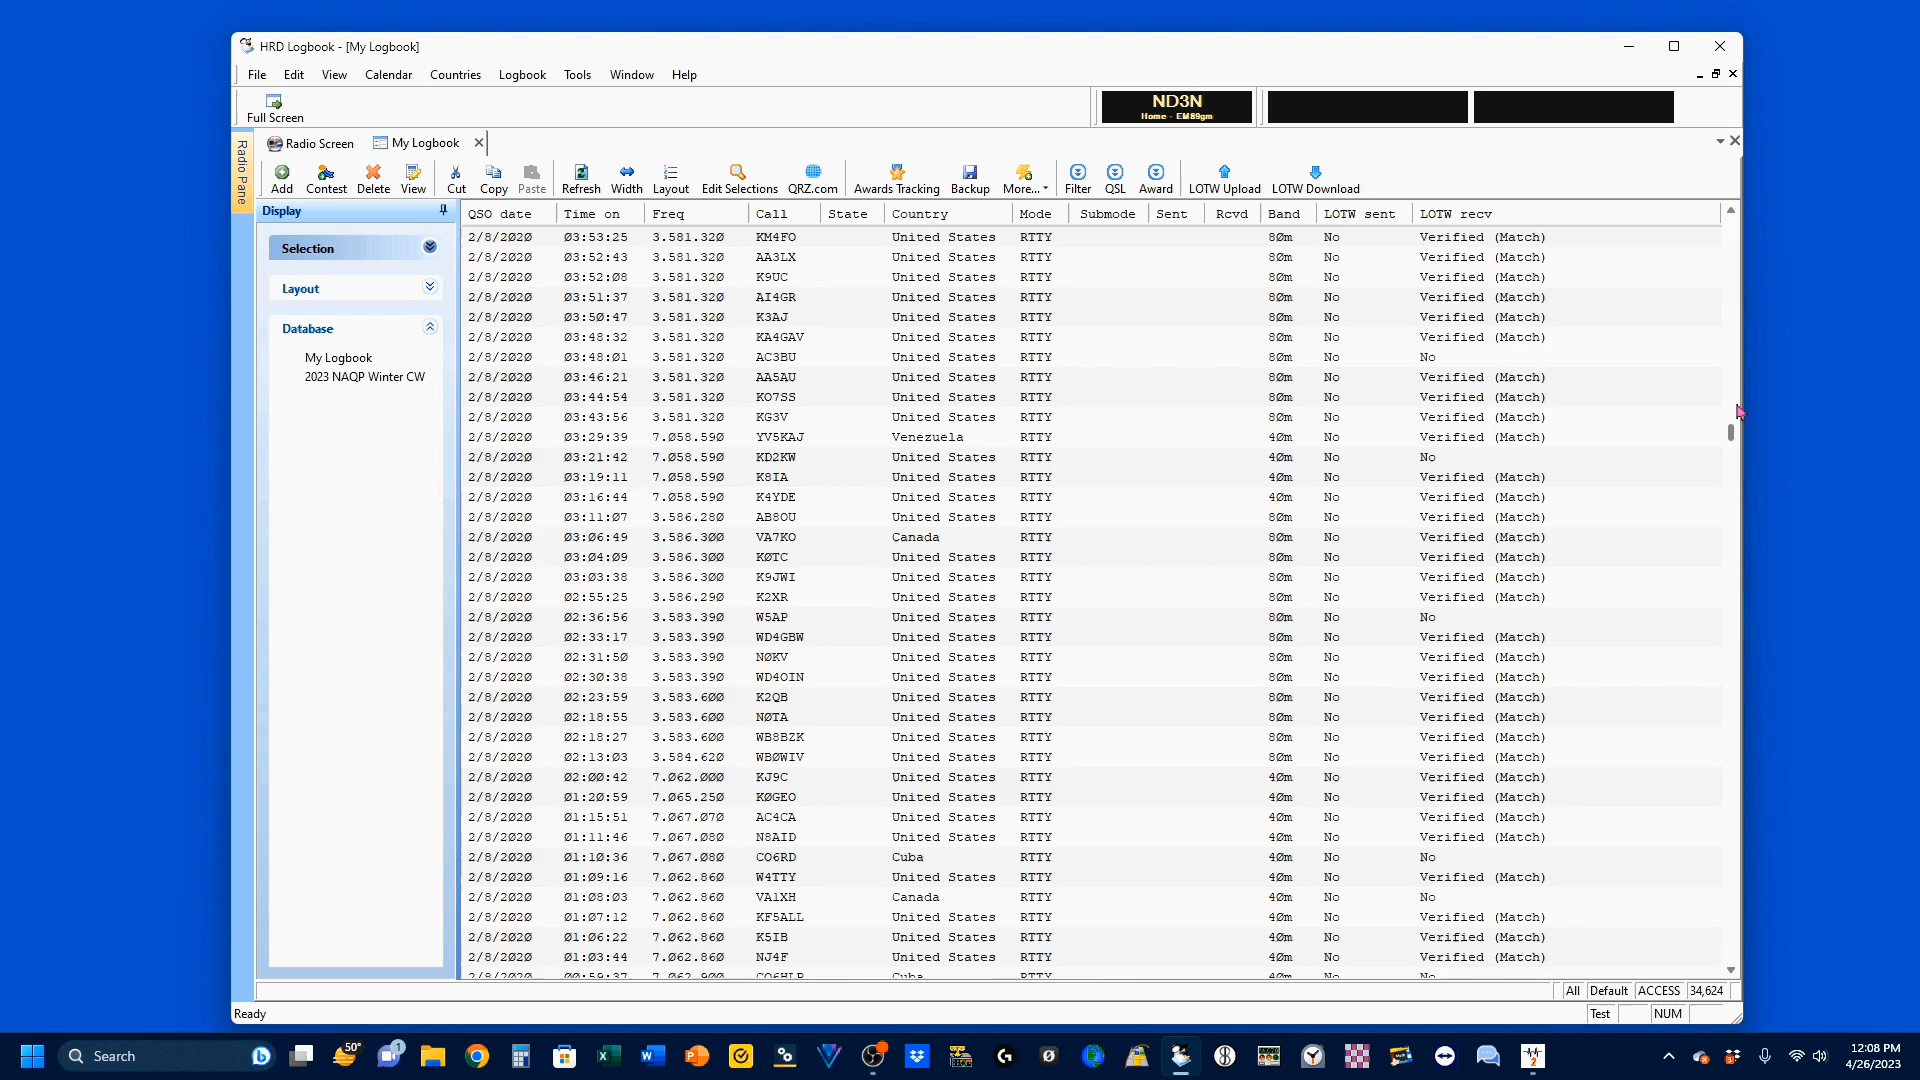 HRD Logbook - [My Logbook]
File Edit View Calendar Countries Logbook Tools Window Help
Full Screen
ND3N
Home - EM89gm
Radio Pane
Radio Screen My Logbook
Add Contest Delete View Cut Copy Paste Refresh Width Layout Edit Selections QRZ.com Awards Tracking Backup More... Filter QSL Award LOTW Upload LOTW Download
Display
Selection
Layout
Database
My Logbook
2023 NAQP Winter CW
QSO date Time on Freq Call State Country Mode Submode Sent Rcvd Band LOTW sent LOTW recv
2/8/2020 03:53:25 3.581.320 KM4FO United States RTTY 80m No Verified (Match)
2/8/2020 03:52:43 3.581.320 AA3LX United States RTTY 80m No Verified (Match)
2/8/2020 03:52:08 3.581.320 K9UC United States RTTY 80m No Verified (Match)
2/8/2020 03:51:37 3.581.320 AI4GR United States RTTY 80m No Verified (Match)
2/8/2020 03:50:47 3.581.320 K3AJ United States RTTY 80m No Verified (Match)
2/8/2020 03:48:32 3.581.320 KA4GAV United States RTTY 80m No Verified (Match)
2/8/2020 03:48:01 3.581.320 AC3BU United States RTTY 80m No No
2/8/2020 03:46:21 3.581.320 AA5AU United States RTTY 80m No Verified (Match)
2/8/2020 03:44:54 3.581.320 KO7SS United States RTTY 80m No Verified (Match)
2/8/2020 03:43:56 3.581.320 KG3V United States RTTY 80m No Verified (Match)
2/8/2020 03:29:39 7.058.590 YV5KAJ Venezuela RTTY 40m No Verified (Match)
2/8/2020 03:21:42 7.058.590 KD2KW United States RTTY 40m No No
2/8/2020 03:19:11 7.058.590 K8IA United States RTTY 40m No Verified (Match)
2/8/2020 03:16:44 7.058.590 K4YDE United States RTTY 40m No Verified (Match)
2/8/2020 03:11:07 3.586.280 AB8OU United States RTTY 80m No Verified (Match)
2/8/2020 03:06:49 3.586.300 VA7KO Canada RTTY 80m No Verified (Match)
2/8/2020 03:04:09 3.586.300 K0TC United States RTTY 80m No Verified (Match)
2/8/2020 03:03:38 3.586.300 K9JWI United States RTTY 80m No Verified (Match)
2/8/2020 02:55:25 3.586.290 K2XR United States RTTY 80m No Verified (Match)
2/8/2020 02:36:56 3.583.390 W5AP United States RTTY 80m No No
2/8/2020 02:33:17 3.583.390 WD4GBW United States RTTY 80m No Verified (Match)
2/8/2020 02:31:50 3.583.390 N0KV United States RTTY 80m No Verified (Match)
2/8/2020 02:30:38 3.583.390 WD4OIN United States RTTY 80m No Verified (Match)
2/8/2020 02:23:59 3.583.600 K2QB United States RTTY 80m No Verified (Match)
2/8/2020 02:18:55 3.583.600 N0TA United States RTTY 80m No Verified (Match)
2/8/2020 02:18:27 3.583.600 WB8BZK United States RTTY 80m No Verified (Match)
2/8/2020 02:13:03 3.584.620 WB0WIV United States RTTY 80m No Verified (Match)
2/8/2020 02:00:42 7.062.000 KJ9C United States RTTY 40m No Verified (Match)
2/8/2020 01:20:59 7.065.250 K0GEO United States RTTY 40m No Verified (Match)
2/8/2020 01:15:51 7.067.070 AC4CA United States RTTY 40m No Verified (Match)
2/8/2020 01:11:46 7.067.080 N8AID United States RTTY 40m No Verified (Match)
2/8/2020 01:10:36 7.067.080 CO6RD Cuba RTTY 40m No No
2/8/2020 01:09:16 7.062.860 W4TTY United States RTTY 40m No Verified (Match)
2/8/2020 01:08:03 7.062.860 VA1XH Canada RTTY 40m No No
2/8/2020 01:07:12 7.062.860 KF5ALL United States RTTY 40m No Verified (Match)
2/8/2020 01:06:22 7.062.860 K5IB United States RTTY 40m No Verified (Match)
2/8/2020 01:03:44 7.062.860 NJ4F United States RTTY 40m No Verified (Match)
2/8/2020 00:59:37 7.062.900 CO6HLP Cuba RTTY 40m No No
All Default ACCESS 34,624
Ready Test NUM
Search 50° 1 12:08 PM
4/26/2023